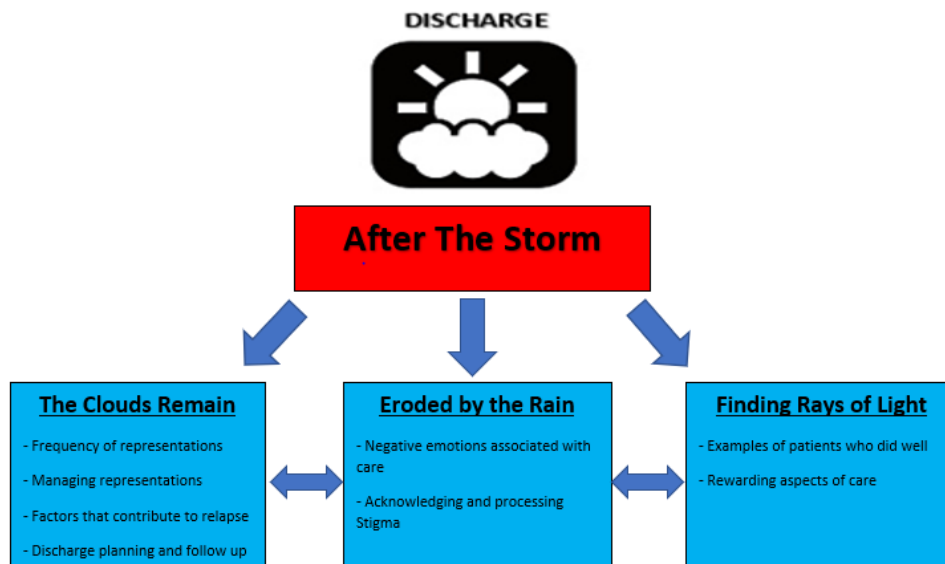 DISCHARGE
After The Storm
The Clouds Remain
- Frequency of representations
- Managing representations
- Factors that contribute to relapse
- Discharge planning and follow up
Eroded by the Rain
- Negative emotions associated with
care
- Acknowledging and processing
Stigma
Finding Rays of Light
- Examples of patients who did well
- Rewarding aspects of care